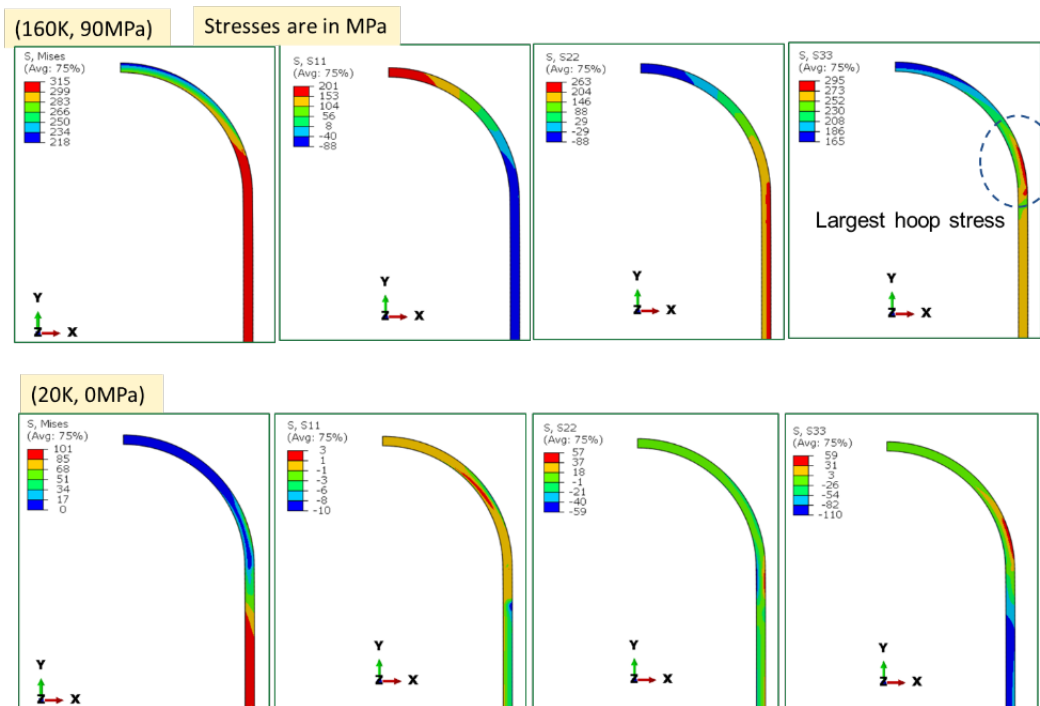 (160K, 90MPa)
Stresses are in MPa
S, Mises
(Avg: 75%)
315
299
283
266
250
234
218
Y
Z X
S, S11
(Avg: 75%)
201
153
104
56
8
-40
-88
Y
Z X
S, S22
(Avg: 75%)
263
204
146
88
29
-29
-88
Y
Z X
S, S33
(Avg: 75%)
295
273
252
230
208
186
165
Largest hoop stress
Y
Z X
(20K, 0MPa)
S, Mises
(Avg: 75%)
101
85
68
51
34
17
0
Y
Z X
S, S11
(Avg: 75%)
3
1
-1
-3
-6
-8
-10
Y
Z X
S, S22
(Avg: 75%)
57
37
18
-1
-21
-40
-59
Y
Z X
S, S33
(Avg: 75%)
59
31
3
-26
-54
-82
-110
Y
Z X